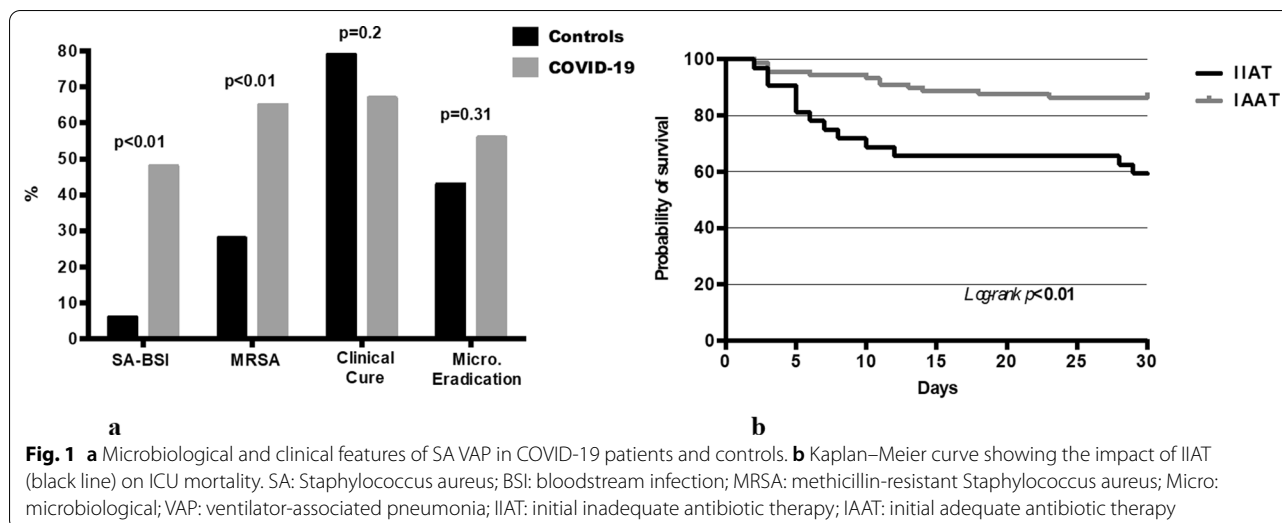 p=0.2
Controls
COVID-19
80
70
60
50
40
30
20
10
0
%
p<0.01
p<0.01
p=0.31
SA-BSI
MRSA
Clinical
Cure
Micro.
Eradication
a
100
80
60
40
20
0
Probability of survival
IIAT
IAAT
Log-rank p<0.01
0 5 10 15 20 25 30
Days
b
Fig. 1 a Microbiological and clinical features of SA VAP in COVID-19 patients and controls. b Kaplan–Meier curve showing the impact of IIAT
(black line) on ICU mortality. SA: Staphylococcus aureus; BSI: bloodstream infection; MRSA: methicillin-resistant Staphylococcus aureus; Micro:
microbiological; VAP: ventilator-associated pneumonia; IIAT: initial inadequate antibiotic therapy; IAAT: initial adequate antibiotic therapy